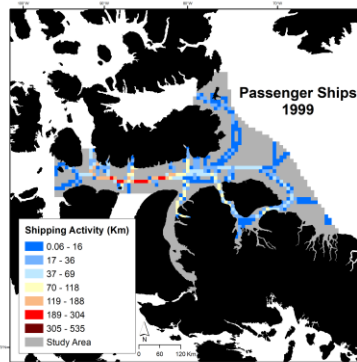 Passenger Ships
1999
Shipping Activity (Km)
0.06 - 16
17 - 36
37 - 69
70 - 118
119 - 188
189 - 304
305 - 535
Study Area
N
0 60 120 Km